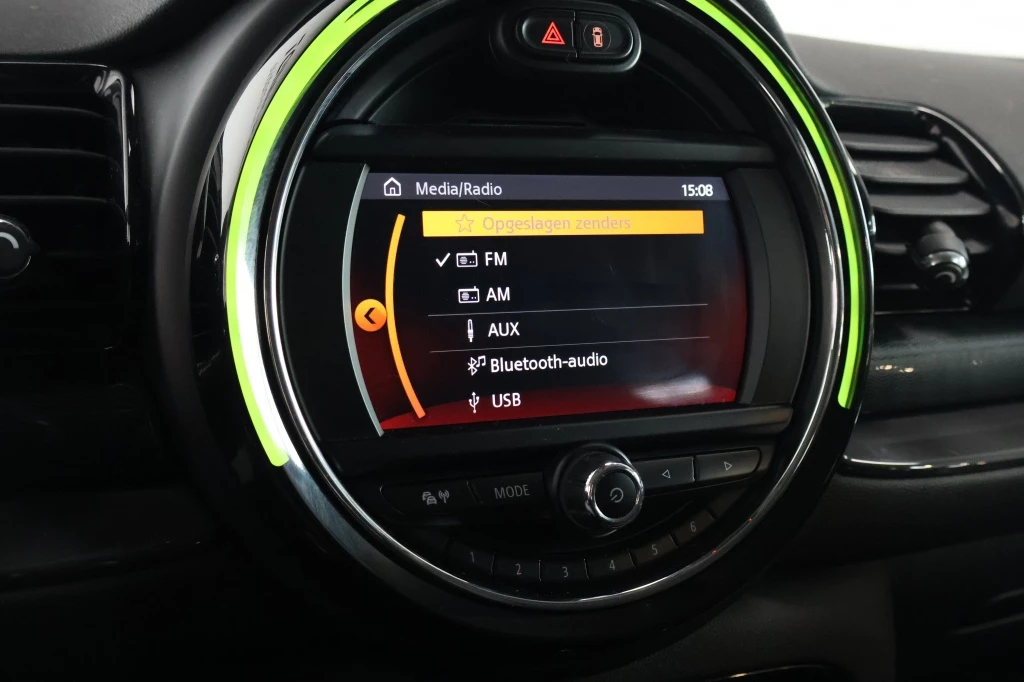 Media/Radio 15:08
Opgeslagen zenders
FM
AM
AUX
Bluetooth-audio
USB
MODE
1 2 3 4 5 6